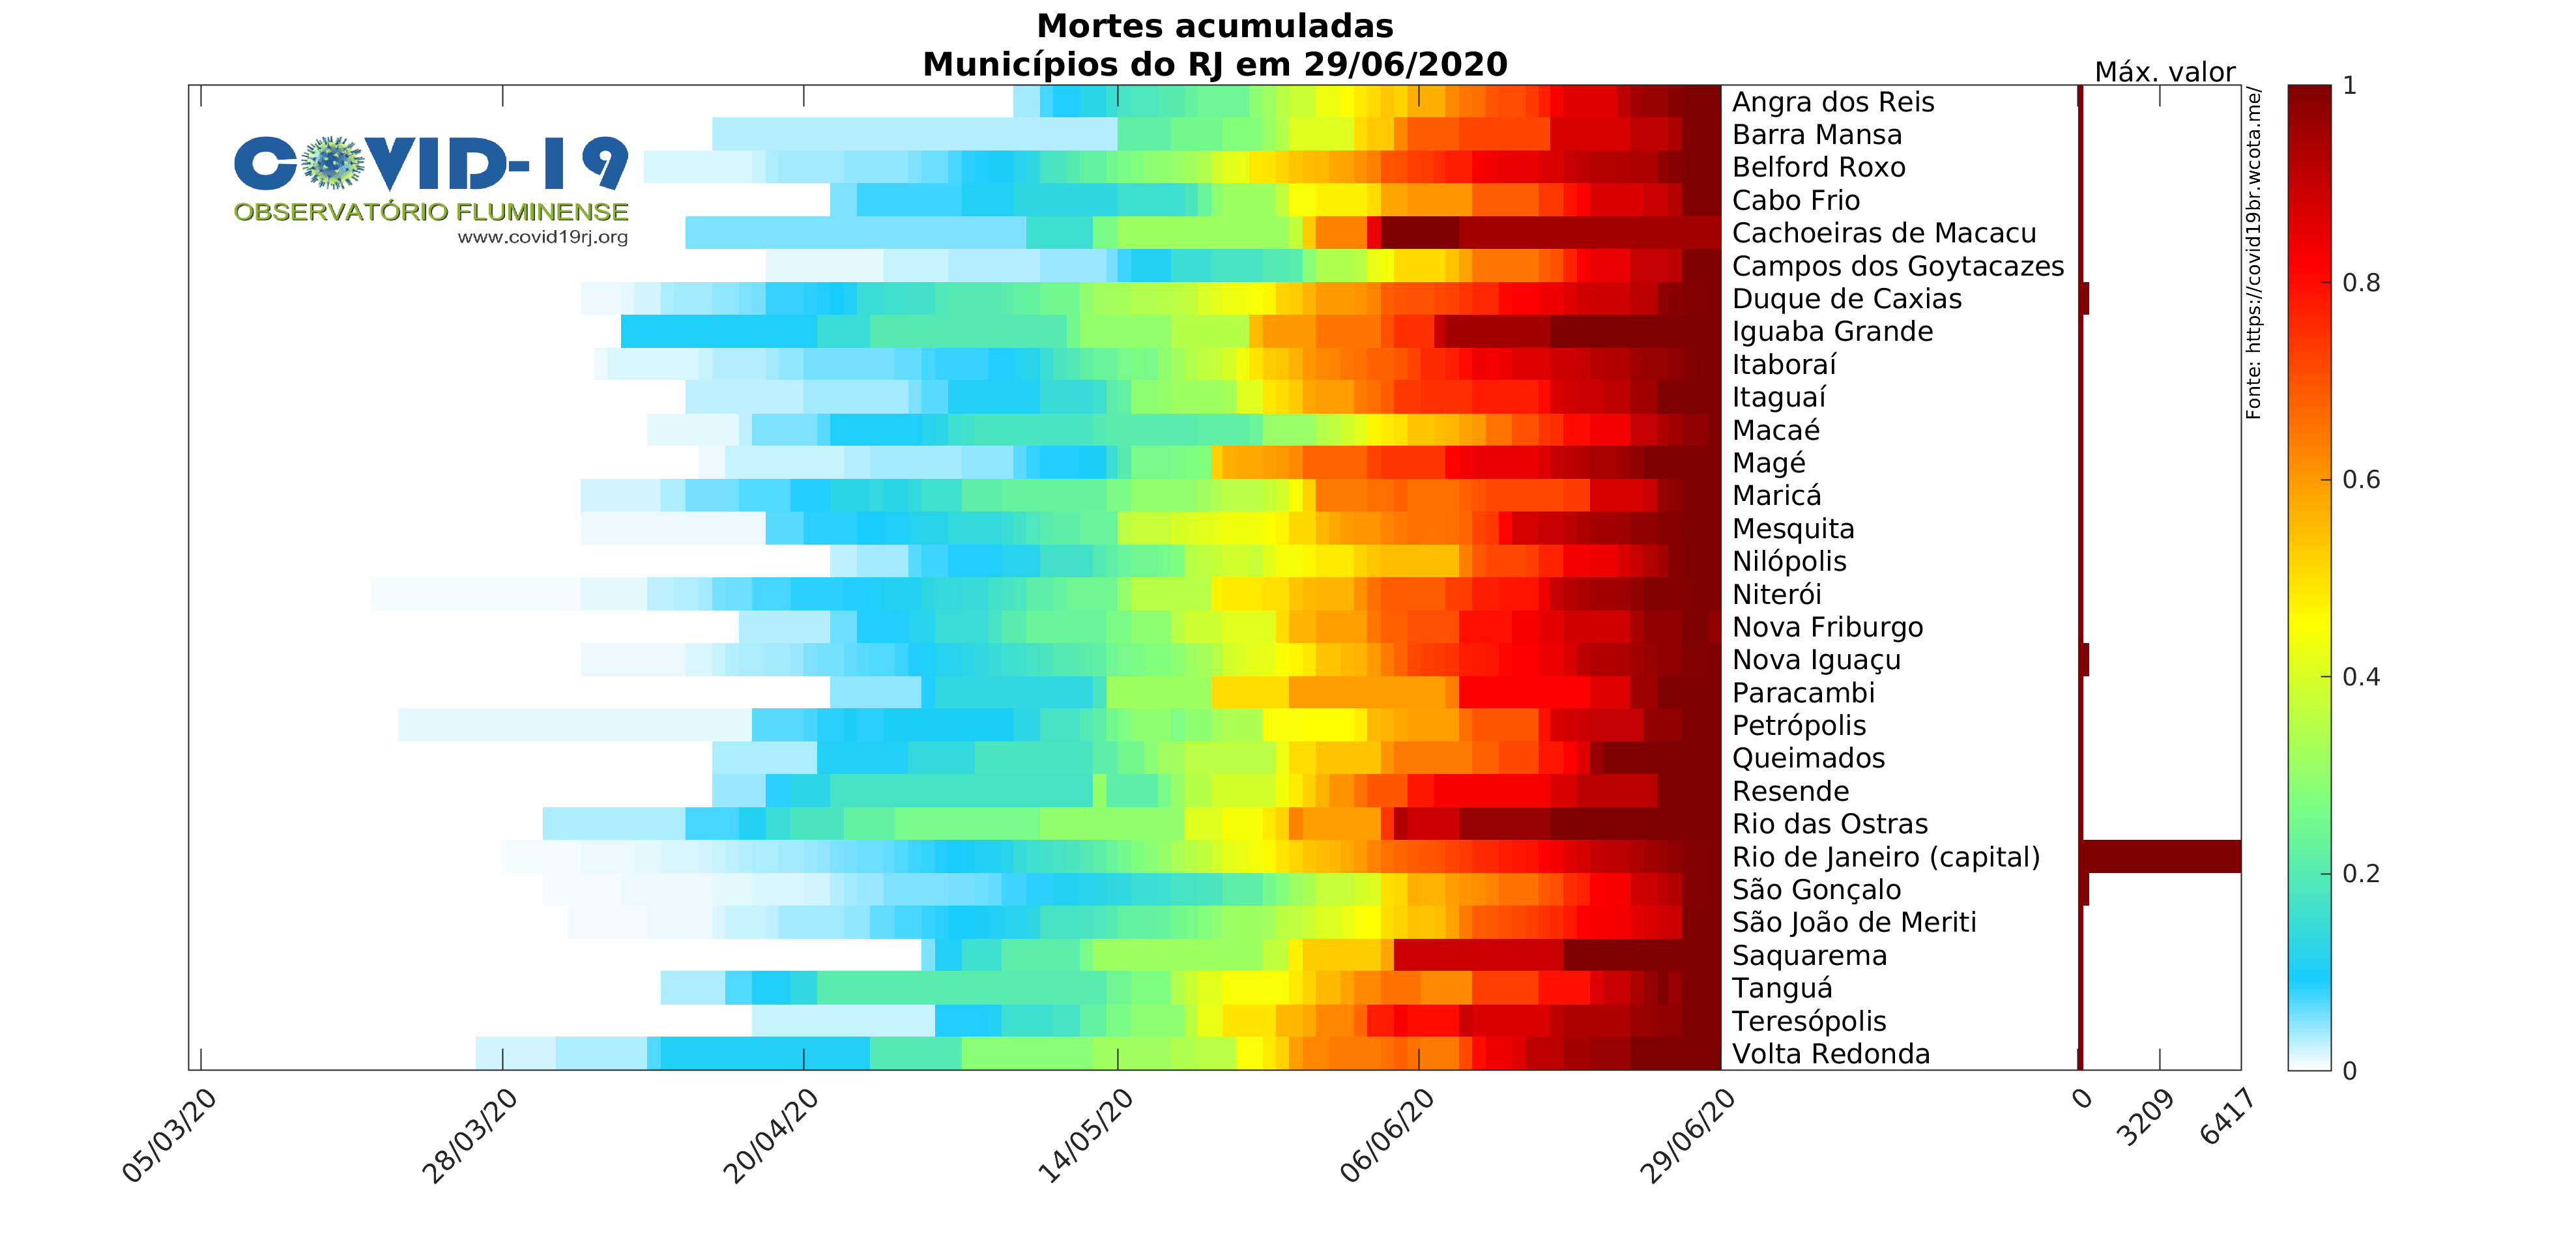 Mortes acumuladas
Municípios do RJ em 29/06/2020
Máx. valor
COVID-19
OBSERVATÓRIO FLUMINENSE
www.covid19rj.org
Angra dos Reis
Barra Mansa
Belford Roxo
Cabo Frio
Cachoeiras de Macacu
Campos dos Goytacazes
Duque de Caxias
Iguaba Grande
Itaboraí
Itaguaí
Macaé
Magé
Maricá
Mesquita
Nilópolis
Niterói
Nova Friburgo
Nova Iguaçu
Paracambi
Petrópolis
Queimados
Resende
Rio das Ostras
Rio de Janeiro (capital)
São Gonçalo
São João de Meriti
Saquarema
Tanguá
Teresópolis
Volta Redonda
Fonte: https://covid19br.wcota.me/
1
0.8
0.6
0.4
0.2
0
05/03/20
28/03/20
20/04/20
14/05/20
06/06/20
29/06/20
0
3209
6417